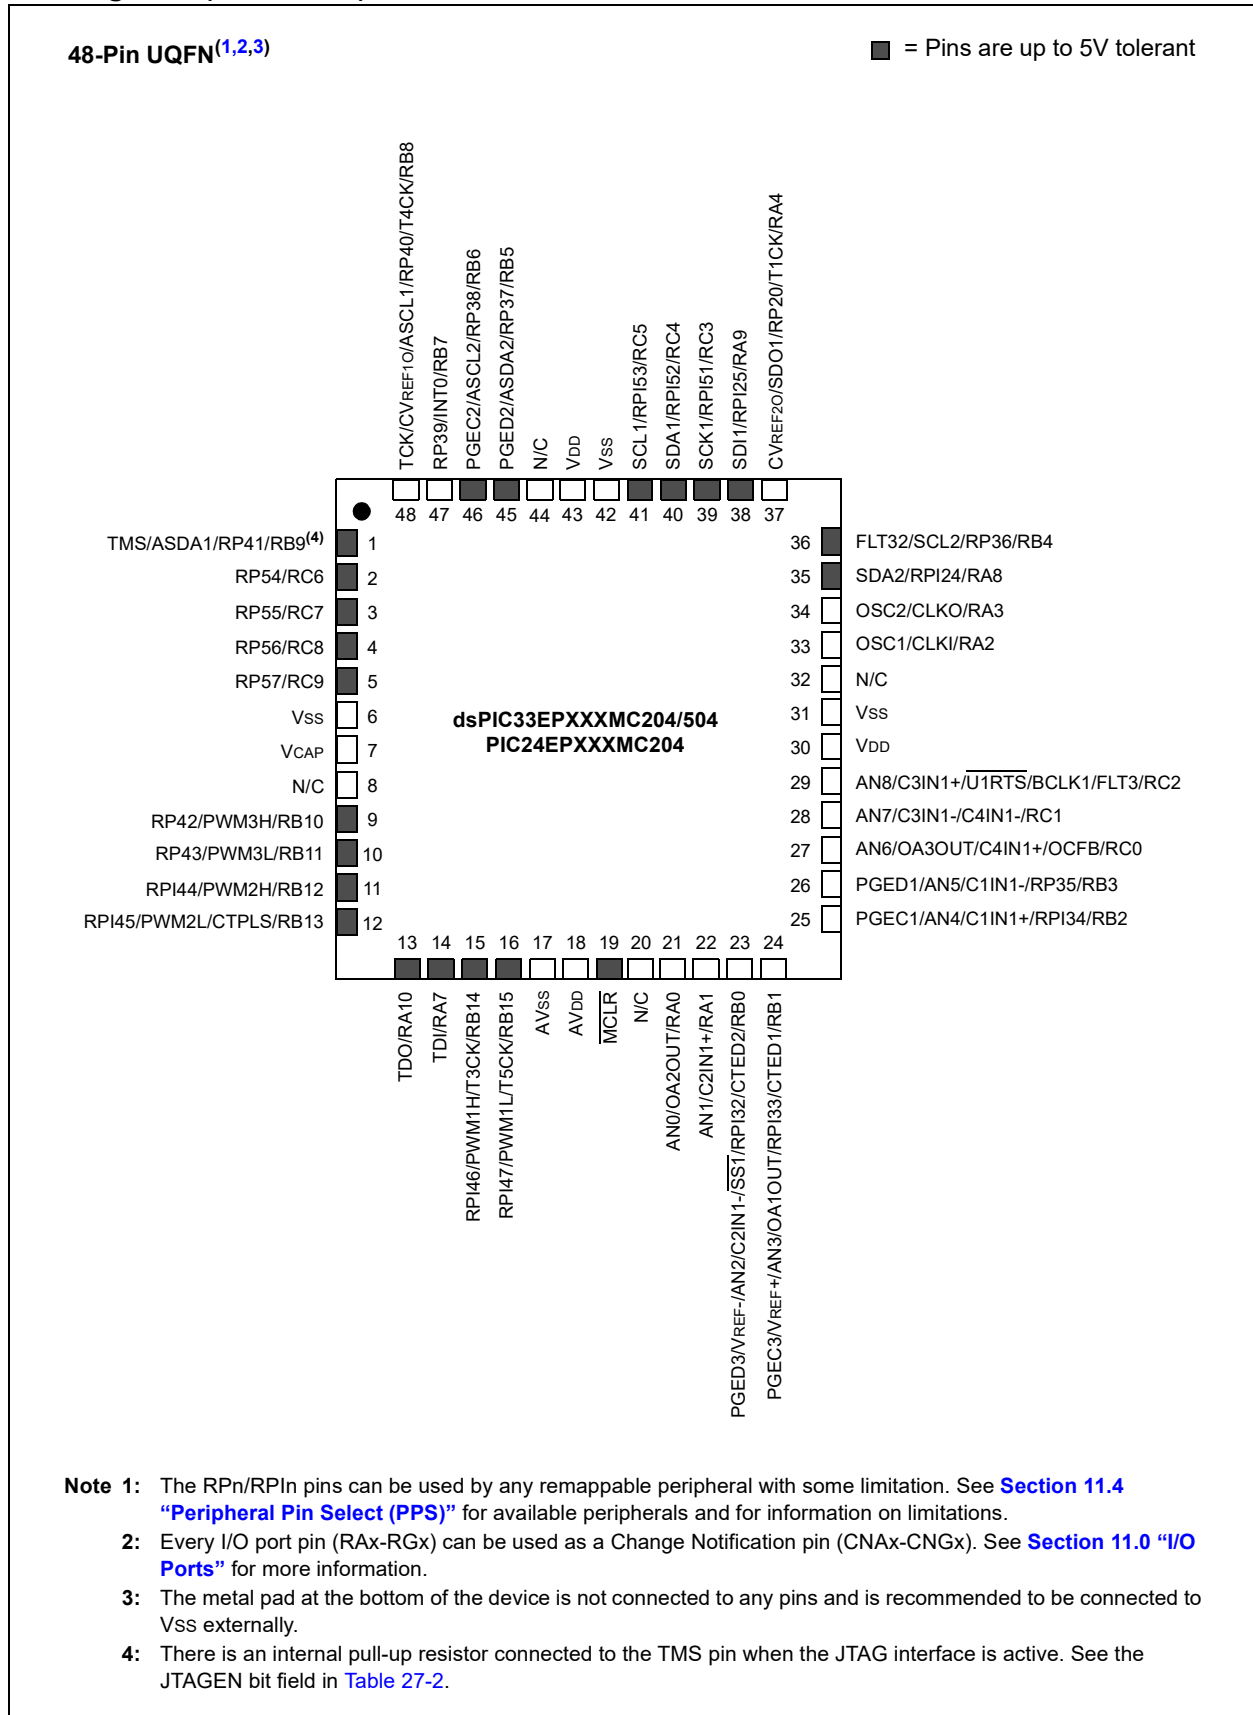 48-Pin UQFN(1,2,3)
= Pins are up to 5V tolerant
TCK/CVREF1O/ASCL1/RP40/T4CK/RB8
RP39/INT0/RB7
PGEC2/ASCL2/RP38/RB6
PGED2/ASDA2/RP37/RB5
N/C
VDD
VSS
SCL1/RPI53/RC5
SDA1/RPI52/RC4
SCK1/RPI51/RC3
SDI1/RPI25/RA9
CVREF2O/SDO1/RP20/T1CK/RA4
48 47 46 45 44 43 42 41 40 39 38 37
TMS/ASDA1/RP41/RB9(4) 1
RP54/RC6 2
RP55/RC7 3
RP56/RC8 4
RP57/RC9 5
VSS 6
VCAP 7
N/C 8
RP42/PWM3H/RB10 9
RP43/PWM3L/RB11 10
RPI44/PWM2H/RB12 11
RPI45/PWM2L/CTPLS/RB13 12
dsPIC33EPXXXMC204/504
PIC24EPXXXMC204
36 FLT32/SCL2/RP36/RB4
35 SDA2/RPI24/RA8
34 OSC2/CLKO/RA3
33 OSC1/CLKI/RA2
32 N/C
31 VSS
30 VDD
29 AN8/C3IN1+/U1RTS/BCLK1/FLT3/RC2
28 AN7/C3IN1-/C4IN1-/RC1
27 AN6/OA3OUT/C4IN1+/OCFB/RC0
26 PGED1/AN5/C1IN1-/RP35/RB3
25 PGEC1/AN4/C1IN1+/RPI34/RB2
13 14 15 16 17 18 19 20 21 22 23 24
TDO/RA10
TDI/RA7
RPI46/PWM1H/T3CK/RB14
RPI47/PWM1L/T5CK/RB15
AVSS
AVDD
MCLR
N/C
AN0/OA2OUT/RA0
AN1/C2IN1+/RA1
PGED3/VREF-/AN2/C2IN1-/SS1/RPI32/CTED2/RB0
PGEC3/VREF+/AN3/OA1OUT/RPI33/CTED1/RB1
Note 1: The RPn/RPIn pins can be used by any remappable peripheral with some limitation. See Section 11.4
“Peripheral Pin Select (PPS)” for available peripherals and for information on limitations.
2: Every I/O port pin (RAx-RGx) can be used as a Change Notification pin (CNAx-CNGx). See Section 11.0 “I/O
Ports” for more information.
3: The metal pad at the bottom of the device is not connected to any pins and is recommended to be connected to
VSS externally.
4: There is an internal pull-up resistor connected to the TMS pin when the JTAG interface is active. See the
JTAGEN bit field in Table 27-2.